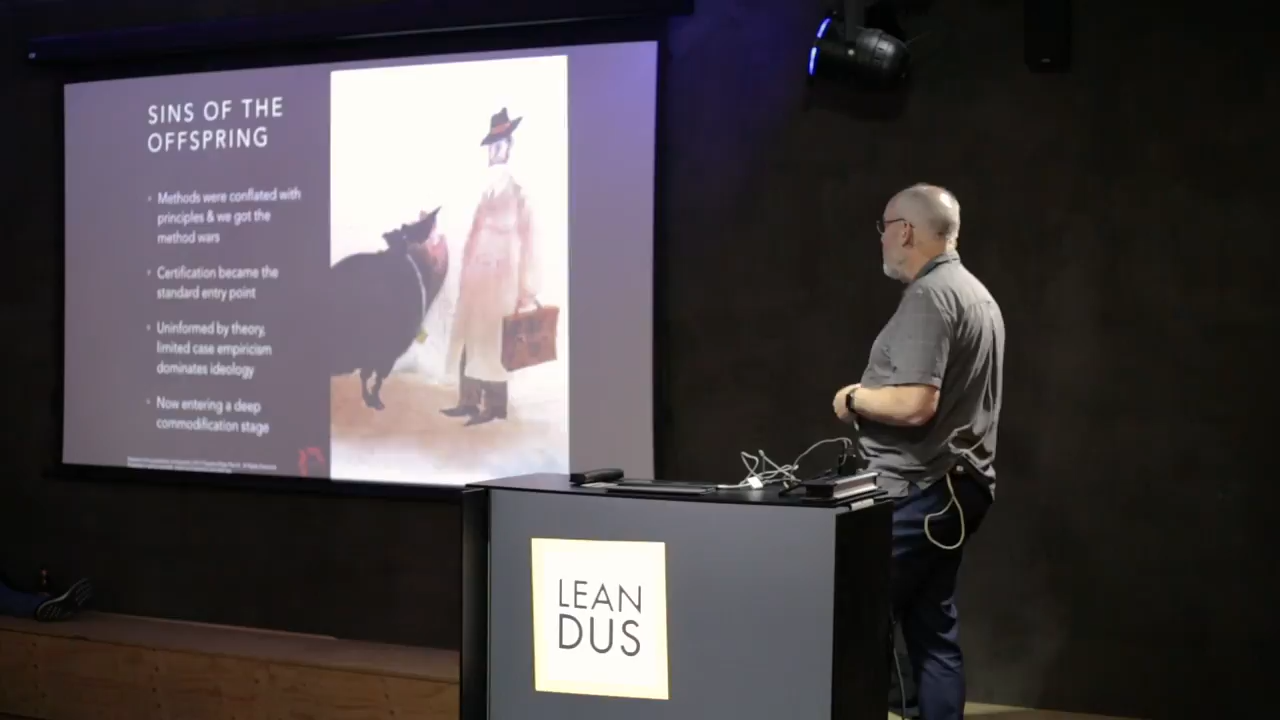 SINS OF THE
OFFSPRING
Methods were conflated with
principles & we got the
method wars
Certification became the
standard entry point
Uninformed by theory,
limited case empiricism
dominates ideology
Now entering a deep
commodification stage
LEAN
DUS